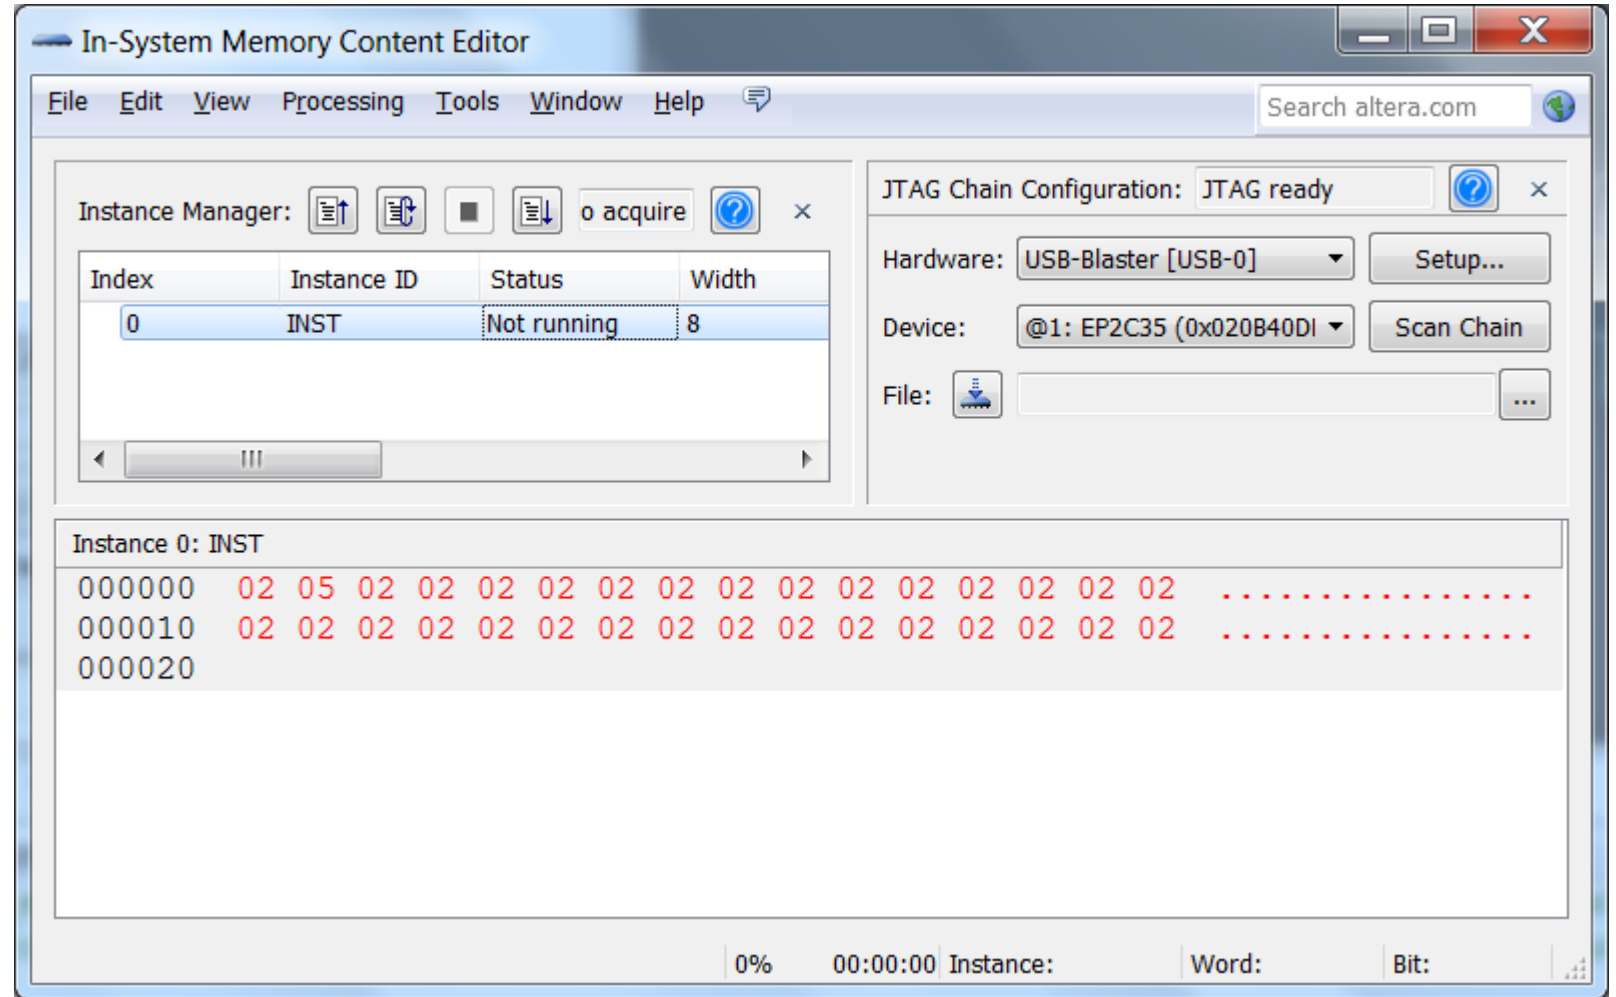 In-System Memory Content Editor
File Edit View Processing Tools Window Help
Search altera.com
Instance Manager:
o acquire
Index Instance ID Status Width
0 INST Not running 8
JTAG Chain Configuration: JTAG ready
Hardware: USB-Blaster [USB-0] Setup...
Device: @1: EP2C35 (0x020B40DI Scan Chain
File: ...
Instance 0: INST
000000 02 05 02 02 02 02 02 02 02 02 02 02 02 02 02 02 ................
000010 02 02 02 02 02 02 02 02 02 02 02 02 02 02 02 02 ................
000020
0% 00:00:00 Instance: Word: Bit: